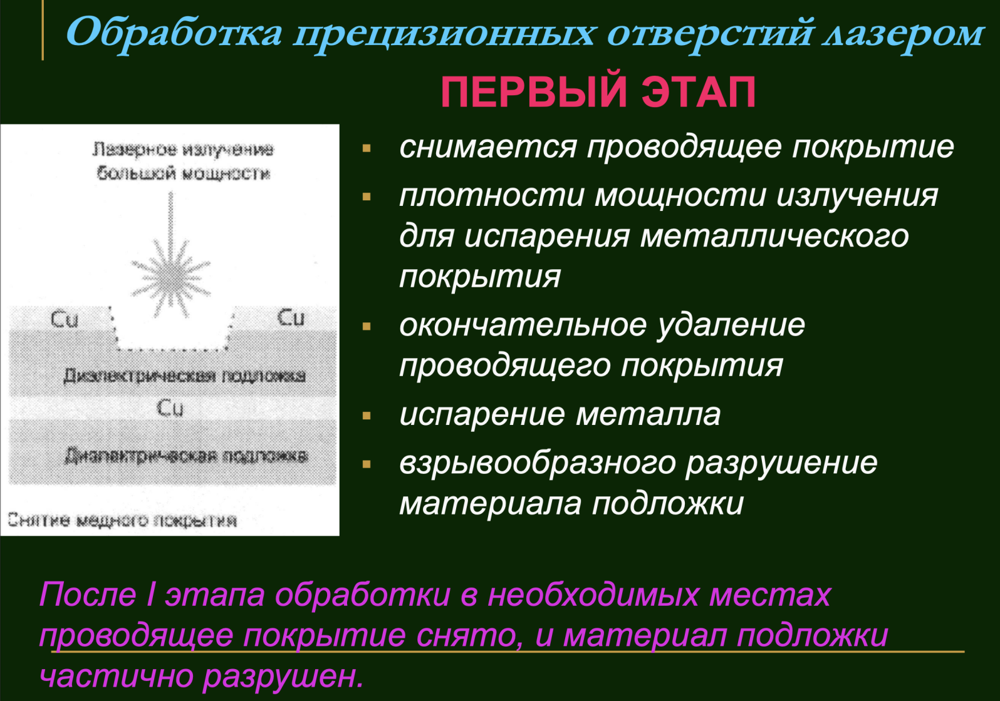 Обработка прецизионных отверстий лазером
ПЕРВЫЙ ЭТАП
Лазерное излучение
большой мощности
Cu
Cu
Диэлектрическая подложка
Cu
Диэлектрическая подложка
Снятие медного покрытия
снимается проводящее покрытие
плотности мощности излучения
для испарения металлического
покрытия
окончательное удаление
проводящего покрытия
испарение металла
взрывообразного разрушение
материала подложки
После I этапа обработки в необходимых местах
проводящее покрытие снято, и материал подложки
частично разрушен.